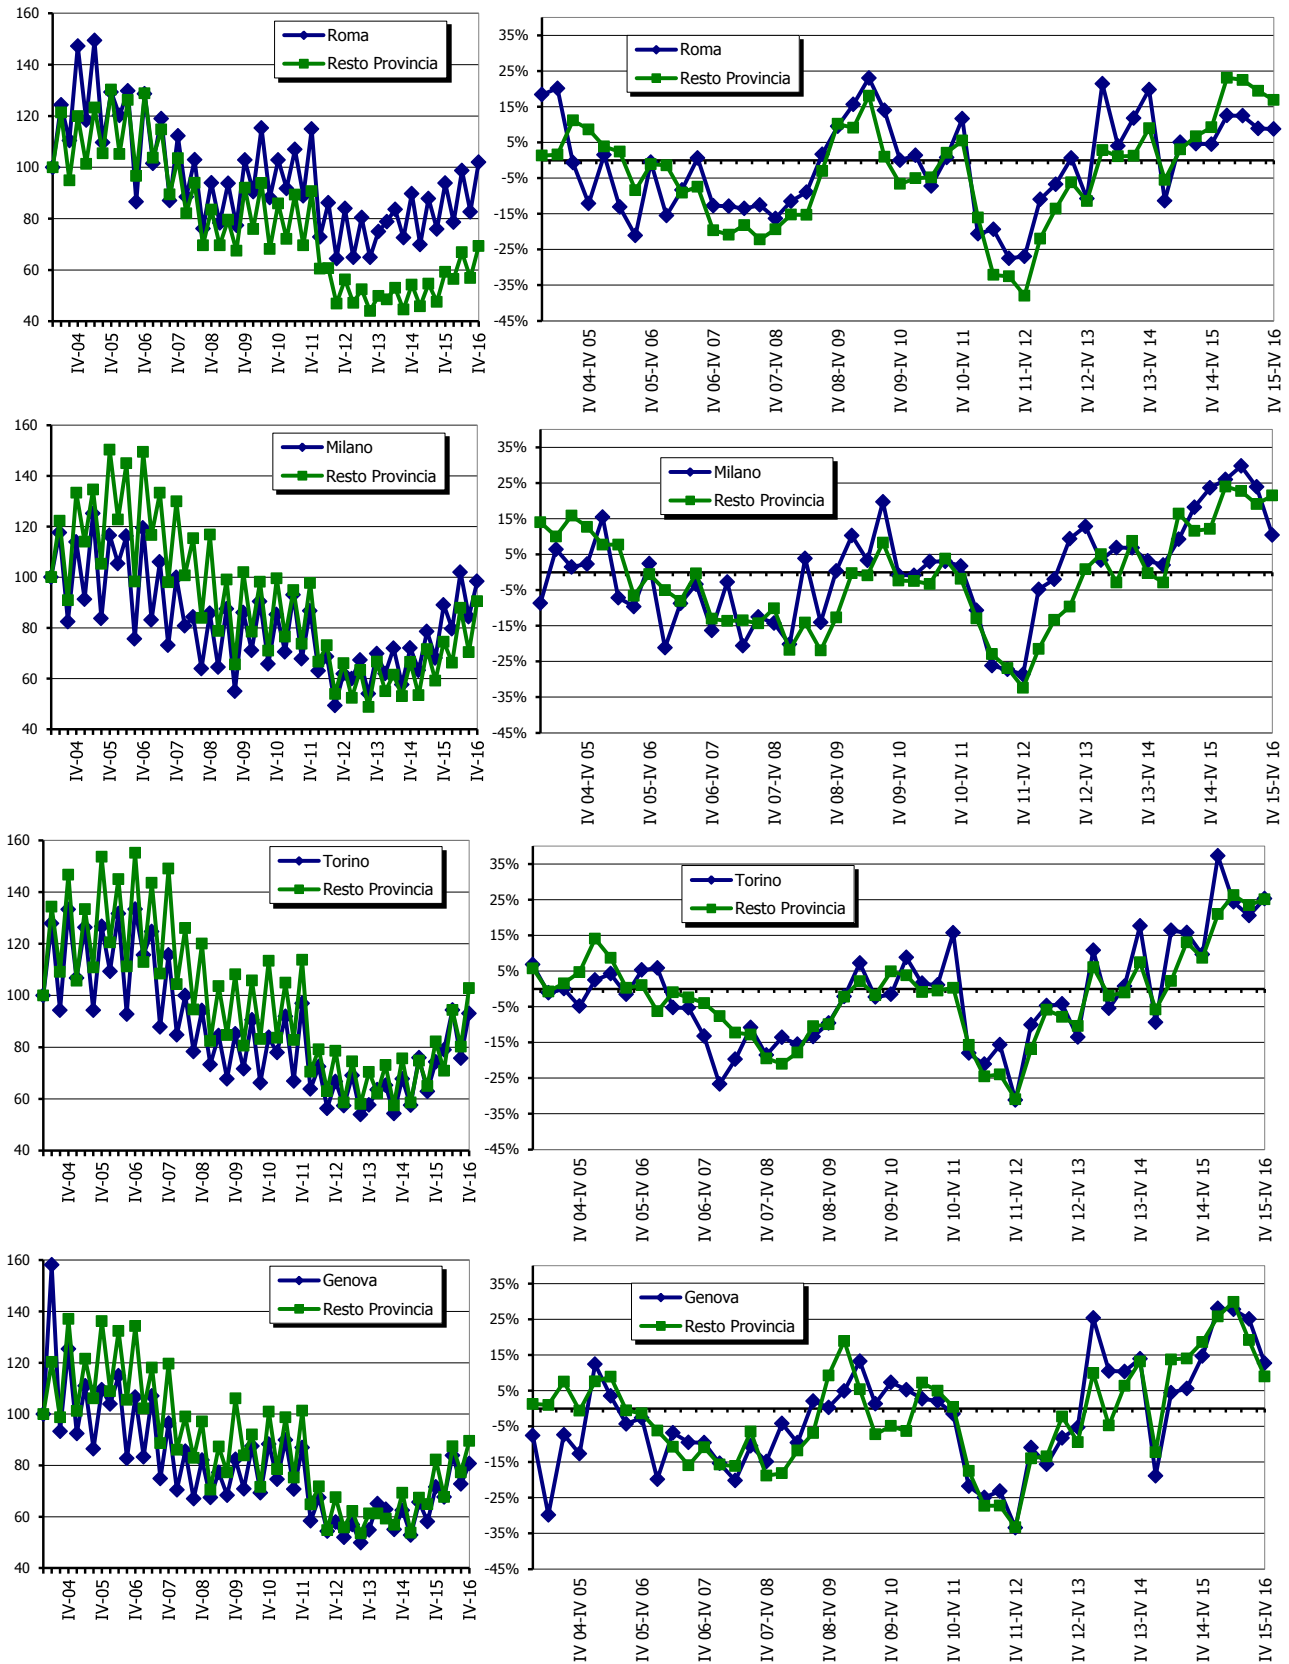 160
140
120
100
80
60
40
Roma
Resto Provincia
IV-04
IV-05
IV-06
IV-07
IV-08
IV-09
IV-10
IV-11
IV-12
IV-13
IV-14
IV-15
IV-16
35%
25%
15%
5%
-5%
-15%
-25%
-35%
-45%
Roma
Resto Provincia
IV 04-IV 05
IV 05-IV 06
IV 06-IV 07
IV 07-IV 08
IV 08-IV 09
IV 09-IV 10
IV 10-IV 11
IV 11-IV 12
IV 12-IV 13
IV 13-IV 14
IV 14-IV 15
IV 15-IV 16
160
140
120
100
80
60
40
Milano
Resto Provincia
IV-04
IV-05
IV-06
IV-07
IV-08
IV-09
IV-10
IV-11
IV-12
IV-13
IV-14
IV-15
IV-16
35%
25%
15%
5%
-5%
-15%
-25%
-35%
-45%
Milano
Resto Provincia
IV 04-IV 05
IV 05-IV 06
IV 06-IV 07
IV 07-IV 08
IV 08-IV 09
IV 09-IV 10
IV 10-IV 11
IV 11-IV 12
IV 12-IV 13
IV 13-IV 14
IV 14-IV 15
IV 15-IV 16
160
140
120
100
80
60
40
Torino
Resto Provincia
IV-04
IV-05
IV-06
IV-07
IV-08
IV-09
IV-10
IV-11
IV-12
IV-13
IV-14
IV-15
IV-16
35%
25%
15%
5%
-5%
-15%
-25%
-35%
-45%
Torino
Resto Provincia
IV 04-IV 05
IV 05-IV 06
IV 06-IV 07
IV 07-IV 08
IV 08-IV 09
IV 09-IV 10
IV 10-IV 11
IV 11-IV 12
IV 12-IV 13
IV 13-IV 14
IV 14-IV 15
IV 15-IV 16
160
140
120
100
80
60
40
Genova
Resto Provincia
IV-04
IV-05
IV-06
IV-07
IV-08
IV-09
IV-10
IV-11
IV-12
IV-13
IV-14
IV-15
IV-16
35%
25%
15%
5%
-5%
-15%
-25%
-35%
-45%
Genova
Resto Provincia
IV 04-IV 05
IV 05-IV 06
IV 06-IV 07
IV 07-IV 08
IV 08-IV 09
IV 09-IV 10
IV 10-IV 11
IV 11-IV 12
IV 12-IV 13
IV 13-IV 14
IV 14-IV 15
IV 15-IV 16